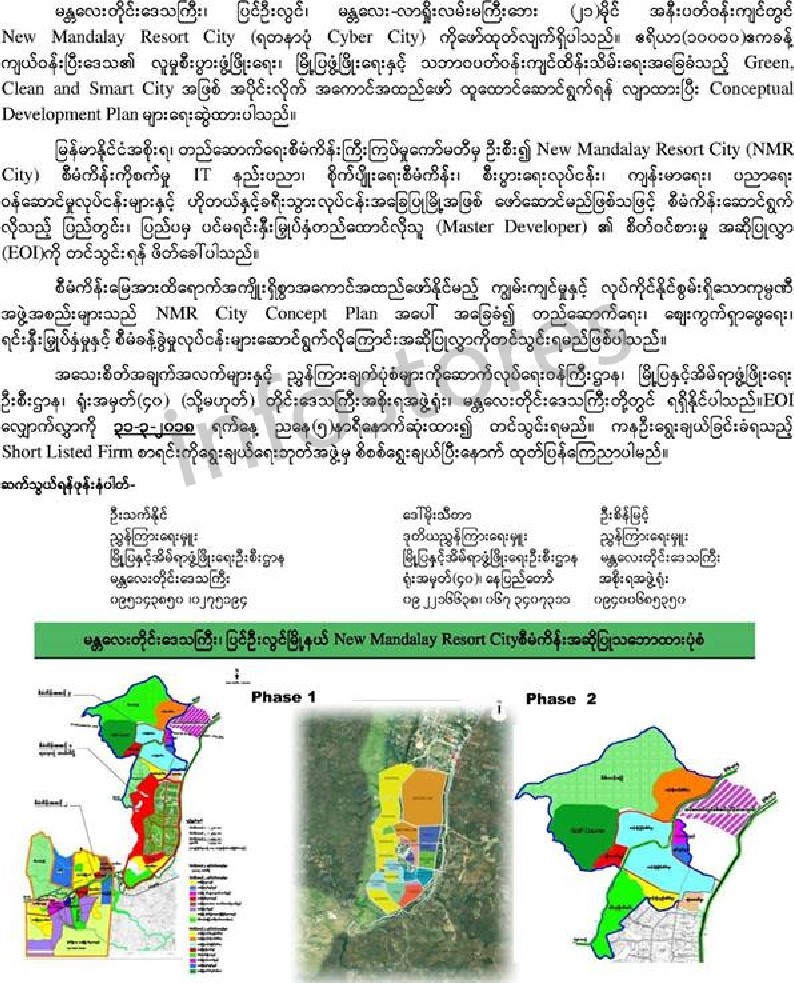 မန္တလေးတိုင်းဒေသကြီး၊ ပြင်ဦးလွင်၊ မန္တလေး-လားရှိုးလမ်းမကြီးဘေး (၂၁)မိုင် အနီးပတ်ဝန်းကျင်တွင်
New Mandalay Resort City (ရတနာပုံ Cyber City) ကိုဖော်ထုတ်လျက်ရှိပါသည်။ ဧရိယာ(၁၀၀၀၀)ဧကခန့်
ကျယ်ဝန်းပြီးဒေသ၏ လူမှုစီးပွားဖွံ့ဖြိုးရေး၊ မြို့ပြဖွံ့ဖြိုးရေးနှင့် သဘာဝပတ်ဝန်းကျင်ထိန်းသိမ်းရေးအခြေခံသည့် Green,
Clean and Smart City အဖြစ် အပိုင်းလိုက် အကောင်အထည်ဖော် ထူထောင်ဆောင်ရွက်ရန် လျာထားပြီး Conceptual
Development Plan များရေးဆွဲထားပါသည်။
မြန်မာနိုင်ငံအစိုးရ၊ တည်ဆောက်ရေးစီမံကိန်းကြီးကြပ်မှုကော်မတီမှ ဦးစီး၍ New Mandalay Resort City (NMR
City) စီမံကိန်းကိုစက်မှု IT နည်းပညာ၊ စိုက်ပျိုးရေးစီမံကိန်း၊ စီးပွားရေးလုပ်ငန်း၊ ကျန်းမာရေး၊ ပညာရေး
ဝန်ဆောင်မှုလုပ်ငန်းများနှင့် ဟိုတယ်နှင့်ခရီးသွားလုပ်ငန်းအခြေပြုမြို့အဖြစ် ဖော်ဆောင်မည်ဖြစ်သဖြင့် စီမံကိန်းဆောင်ရွက်
လိုသည့် ပြည်တွင်း၊ ပြည်ပမှ ပင်မရင်းနှီးမြှုပ်နှံတည်ထောင်လိုသူ (Master Developer) ၏ စိတ်ဝင်စားမှု အဆိုပြုလွှာ
(EOI)ကို တင်သွင်းရန် ဖိတ်ခေါ်ပါသည်။
စီမံကိန်းမြေအားထိရောက်အကျိုးရှိစွာအကောင်အထည်ဖော်နိုင်မည့် ကျွမ်းကျင်မှုနှင့် လုပ်ကိုင်နိုင်စွမ်းရှိသောကုမ္ပဏီ
အဖွဲ့အစည်းများသည် NMR City Concept Plan အပေါ် အခြေခံ၍ တည်ဆောက်ရေး၊ ဈေးကွက်ရှာဖွေရေး၊
ရင်းနှီးမြှုပ်နှံမှုနှင့် စီမံခန့်ခွဲမှုလုပ်ငန်းများဆောင်ရွက်လိုကြောင်းအဆိုပြုလွှာကိုတင်သွင်းရမည်ဖြစ်ပါသည်။
အသေးစိတ်အချက်အလက်များနှင့် ညွှန်ကြားချက်ပုံစံများကိုဆောက်လုပ်ရေးဝန်ကြီးဌာန၊ မြို့ပြနှင့်အိမ်ရာဖွံ့ဖြိုးရေး
ဦးစီးဌာန၊ ရုံးအမှတ်(၄၀) (သို့မဟုတ်) တိုင်းဒေသကြီးအစိုးရအဖွဲ့ရုံး၊ မန္တလေးတိုင်းဒေသကြီးတို့တွင် ရရှိနိုင်ပါသည်။EOI
လျှောက်လွှာကို ၃၁-၃-၂၀၁၈ ရက်နေ့ ညနေ(၅)နာရီနောက်ဆုံးထား၍ တင်သွင်းရမည်။ ကနဦးရွေးချယ်ခြင်းခံရသည့်
Short Listed Firm စာရင်းကိုရွေးချယ်ရေးဘုတ်အဖွဲ့မှ စိစစ်ရွေးချယ်ပြီးနောက် ထုတ်ပြန်ကြေညာပါမည်။
ဆက်သွယ်ရန်ဖုန်းနံပါတ်-
ဦးသက်နိုင် ဒေါ်မိုးသီတာ ဦးစိန်မြင့်
ညွှန်ကြားရေးမှူး ဒုတိယညွှန်ကြားရေးမှူး ညွှန်ကြားရေးမှူး
မြို့ပြနှင့်အိမ်ရာဖွံ့ဖြိုးရေးဦးစီးဌာန မြို့ပြနှင့်အိမ်ရာဖွံ့ဖြိုးရေးဦးစီးဌာန မန္တလေးတိုင်းဒေသကြီး
မန္တလေးတိုင်းဒေသကြီး ရုံးအမှတ်(၄၀)၊ နေပြည်တော် အစိုးရအဖွဲ့ရုံး
၀၉၅၁၄၃၈၅၀ ၊၀၂၇၅၁၉၄ ၀၉ ၂၂၁၆၆၃၈၊ ၀၆၇ ၃၄၀၇၃၁၁ ၀၉၄၀၀၆၈၅၃၅၀
မန္တလေးတိုင်းဒေသကြီး၊ ပြင်ဦးလွင်မြို့နယ် New Mandalay Resort Cityစီမံကိန်းအဆိုပြုသဘောထားပုံစံ
Phase 1 Phase 2
Golf Course
infostores